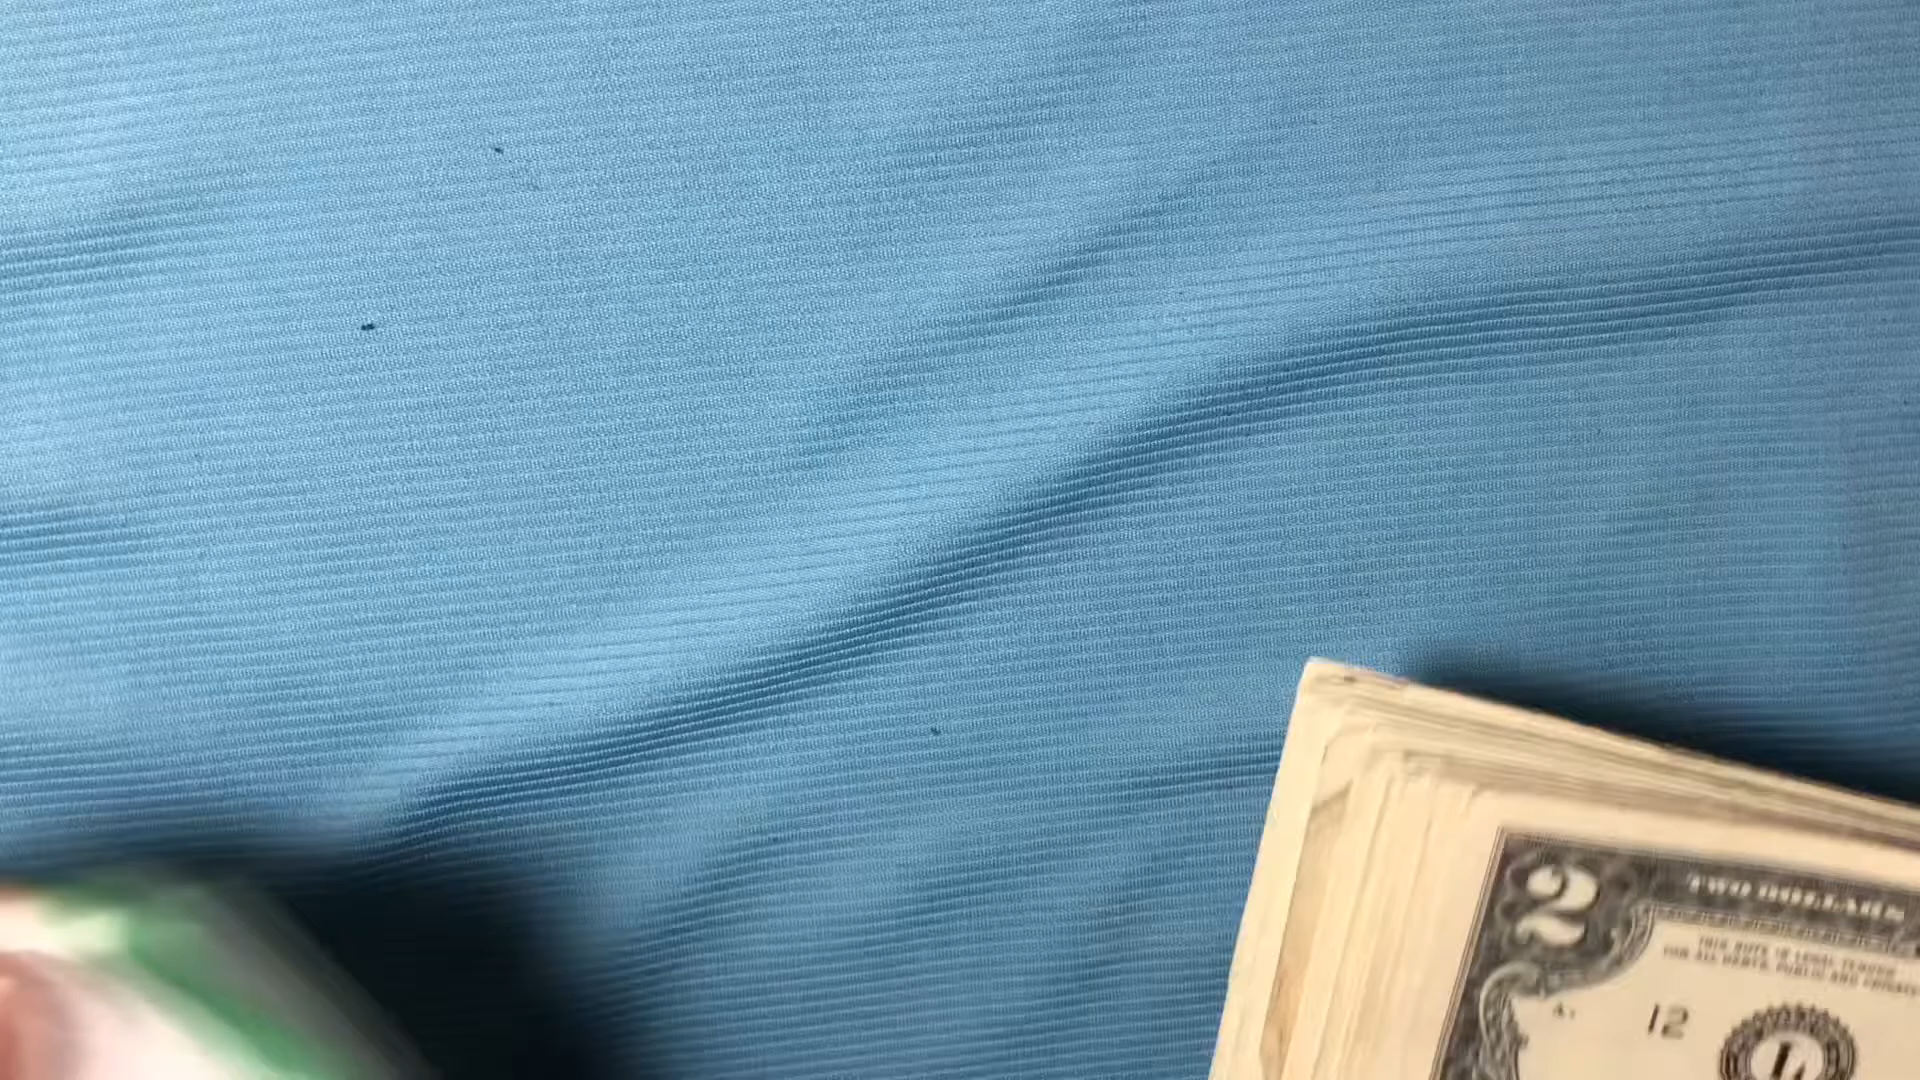 2
TWO DOLLARS
THIS NOTE IS LEGAL TENDER
FOR ALL DEBTS, PUBLIC AND PRIVATE
12
L